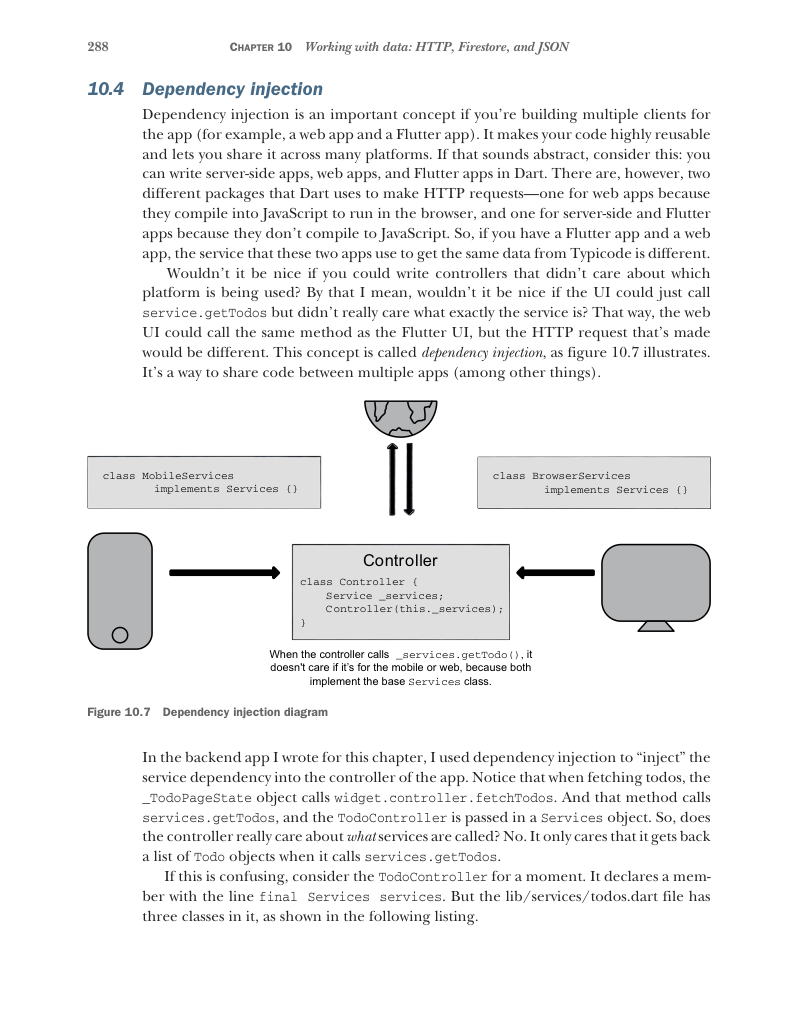 288 CHAPTER 10 Working with data: HTTP, Firestore, and JSON
10.4 Dependency injection
Dependency injection is an important concept if you're building multiple clients for
the app (for example, a web app and a Flutter app). It makes your code highly reusable
and lets you share it across many platforms. If that sounds abstract, consider this: you
can write server-side apps, web apps, and Flutter apps in Dart. There are, however, two
different packages that Dart uses to make HTTP requests—one for web apps because
they compile into JavaScript to run in the browser, and one for server-side and Flutter
apps because they don't compile to JavaScript. So, if you have a Flutter app and a web
app, the service that these two apps use to get the same data from Typicode is different.
Wouldn't it be nice if you could write controllers that didn't care about which
platform is being used? By that I mean, wouldn't it be nice if the UI could just call
service.getTodos but didn't really care what exactly the service is? That way, the web
UI could call the same method as the Flutter UI, but the HTTP request that's made
would be different. This concept is called dependency injection, as figure 10.7 illustrates.
It's a way to share code between multiple apps (among other things).
class MobileServices
implements Services {}
class BrowserServices
implements Services {}
Controller
class Controller {
Service _services;
Controller(this._services);
}
When the controller calls _services.getTodo(), it
doesn't care if it's for the mobile or web, because both
implement the base Services class.
Figure 10.7 Dependency injection diagram
In the backend app I wrote for this chapter, I used dependency injection to "inject" the
service dependency into the controller of the app. Notice that when fetching todos, the
_TodoPageState object calls widget.controller.fetchTodos. And that method calls
services.getTodos, and the TodoController is passed in a Services object. So, does
the controller really care about what services are called? No. It only cares that it gets back
a list of Todo objects when it calls services.getTodos.
If this is confusing, consider the TodoController for a moment. It declares a mem-
ber with the line final Services services. But the lib/services/todos.dart file has
three classes in it, as shown in the following listing.